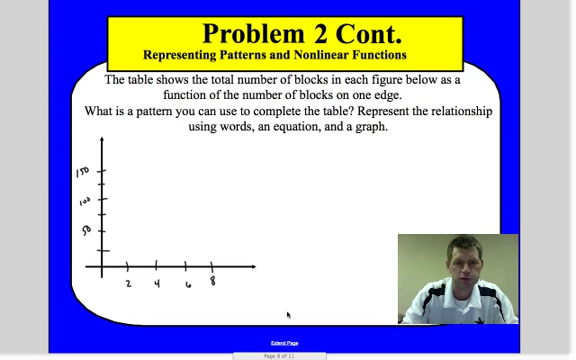 Problem 2 Cont.
Representing Patterns and Nonlinear Functions
The table shows the total number of blocks in each figure below as a
function of the number of blocks on one edge.
What is a pattern you can use to complete the table? Represent the relationship
using words, an equation, and a graph.
150
100
50
2 4 6 8
Extend Page
Page 9 of 11